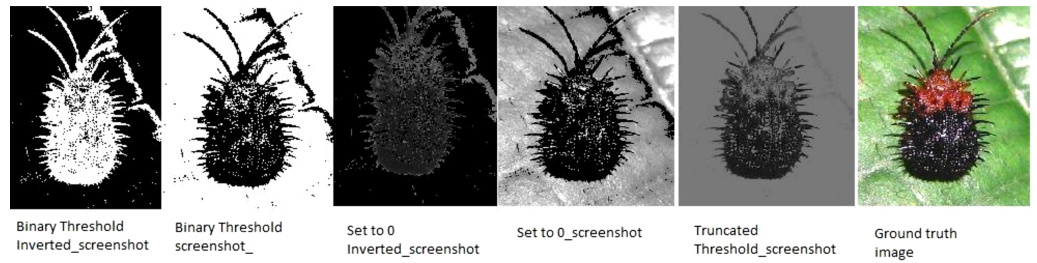 Binary Threshold
Inverted_screenshot
Binary Threshold
screenshot_
Set to 0
Inverted_screenshot
Set to 0_screenshot
Truncated
Threshold_screenshot
Ground truth
image